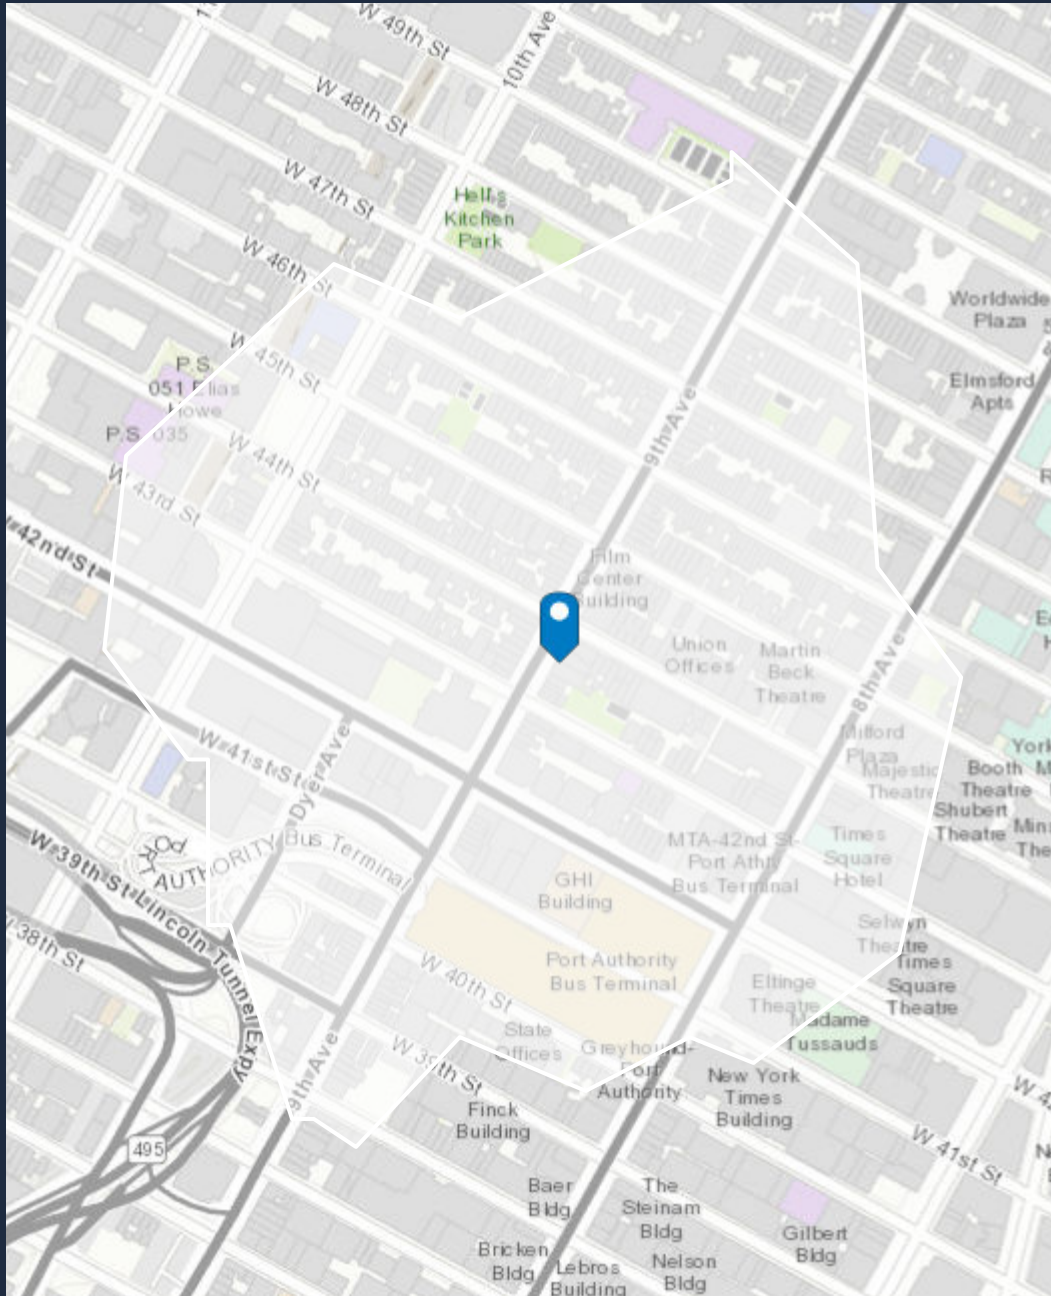 W 49th St
10th Ave
W 48th St
W 47th St
Hell's
Kitchen
Park
W 46th St
Worldwide
Plaza
W 45th St
P.S.
051 Elias
Howe
Elmsford
Apts
P.S. 035
9th Ave
W 44th St
W 43rd St
W 42nd St
Film
Center
Building
Union
Offices
Martin
Beck
Theatre
8th Ave
Milford
Plaza
Majestic
Theatre
York
Booth
Theatre
Shubert
Theatre
W 41st St
Dyer Ave
AUTHORITY Bus Terminal
MTA-42nd St-
Port Athty
Bus Terminal
Times
Square
Hotel
W 39th St
Lincoln Tunnel Expy
GHI
Building
Selwyn
Theatre
38th St
Port Authority
Bus Terminal
W 40th St
Eltinge
Theatre
Times
Square
Theatre
State
Offices
Madame
Tussauds
W 39th St
Greyhound-
Port
Authority
9th Ave
New York
Times
Building
Finck
Building
495
W 41st St
Baer
Bldg
The
Steinam
Bldg
Gilbert
Bldg
Bricken
Bldg
Lebros
Building
Nelson
Bldg